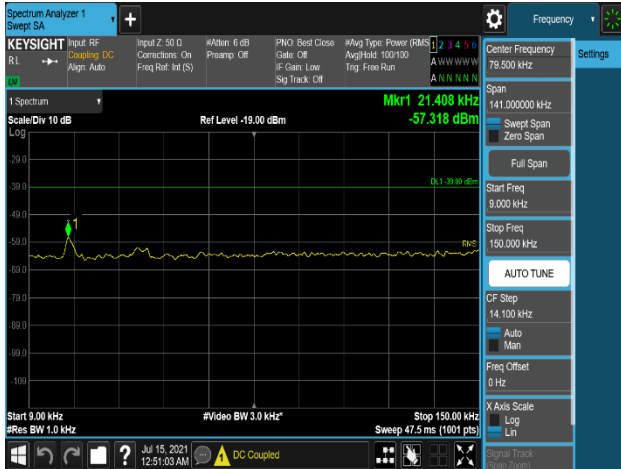 Spectrum Analyzer 1
Swept SA
Frequency
KEYSIGHT
R L
LV
Input: RF
Coupling: DC
Align: Auto
Input Z: 50 Ω
Corrections: On
Freq Ref: Int (S)
#Atten: 6 dB
Preamp: Off
PNO: Best Close
Gate: Off
IF Gain: Low
Sig Track: Off
#Avg Type: Power (RMS
Avg|Hold: 100/100
Trig: Free Run
1 2 3 4 5 6
A W W W W W
A N N N N N
1 Spectrum
Scale/Div 10 dB
Ref Level -19.00 dBm
Mkr1 21.408 kHz
-57.318 dBm
Log
-29.0
-39.0
DL1 -39.00 dBm
-49.0
1
-59.0
RMS
-69.0
-79.0
-89.0
-99.0
-109
Start 9.00 kHz
#Video BW 3.0 kHz*
Stop 150.00 kHz
#Res BW 1.0 kHz
Sweep 47.5 ms (1001 pts)
?
Jul 15, 2021
12:51:03 AM
DC Coupled
Center Frequency
79.500 kHz
Settings
Span
141.000000 kHz
Swept Span
Zero Span
Full Span
Start Freq
9.000 kHz
Stop Freq
150.000 kHz
AUTO TUNE
CF Step
14.100 kHz
Auto
Man
Freq Offset
0 Hz
X Axis Scale
Log
Lin
Signal Track
(Span Zoom)